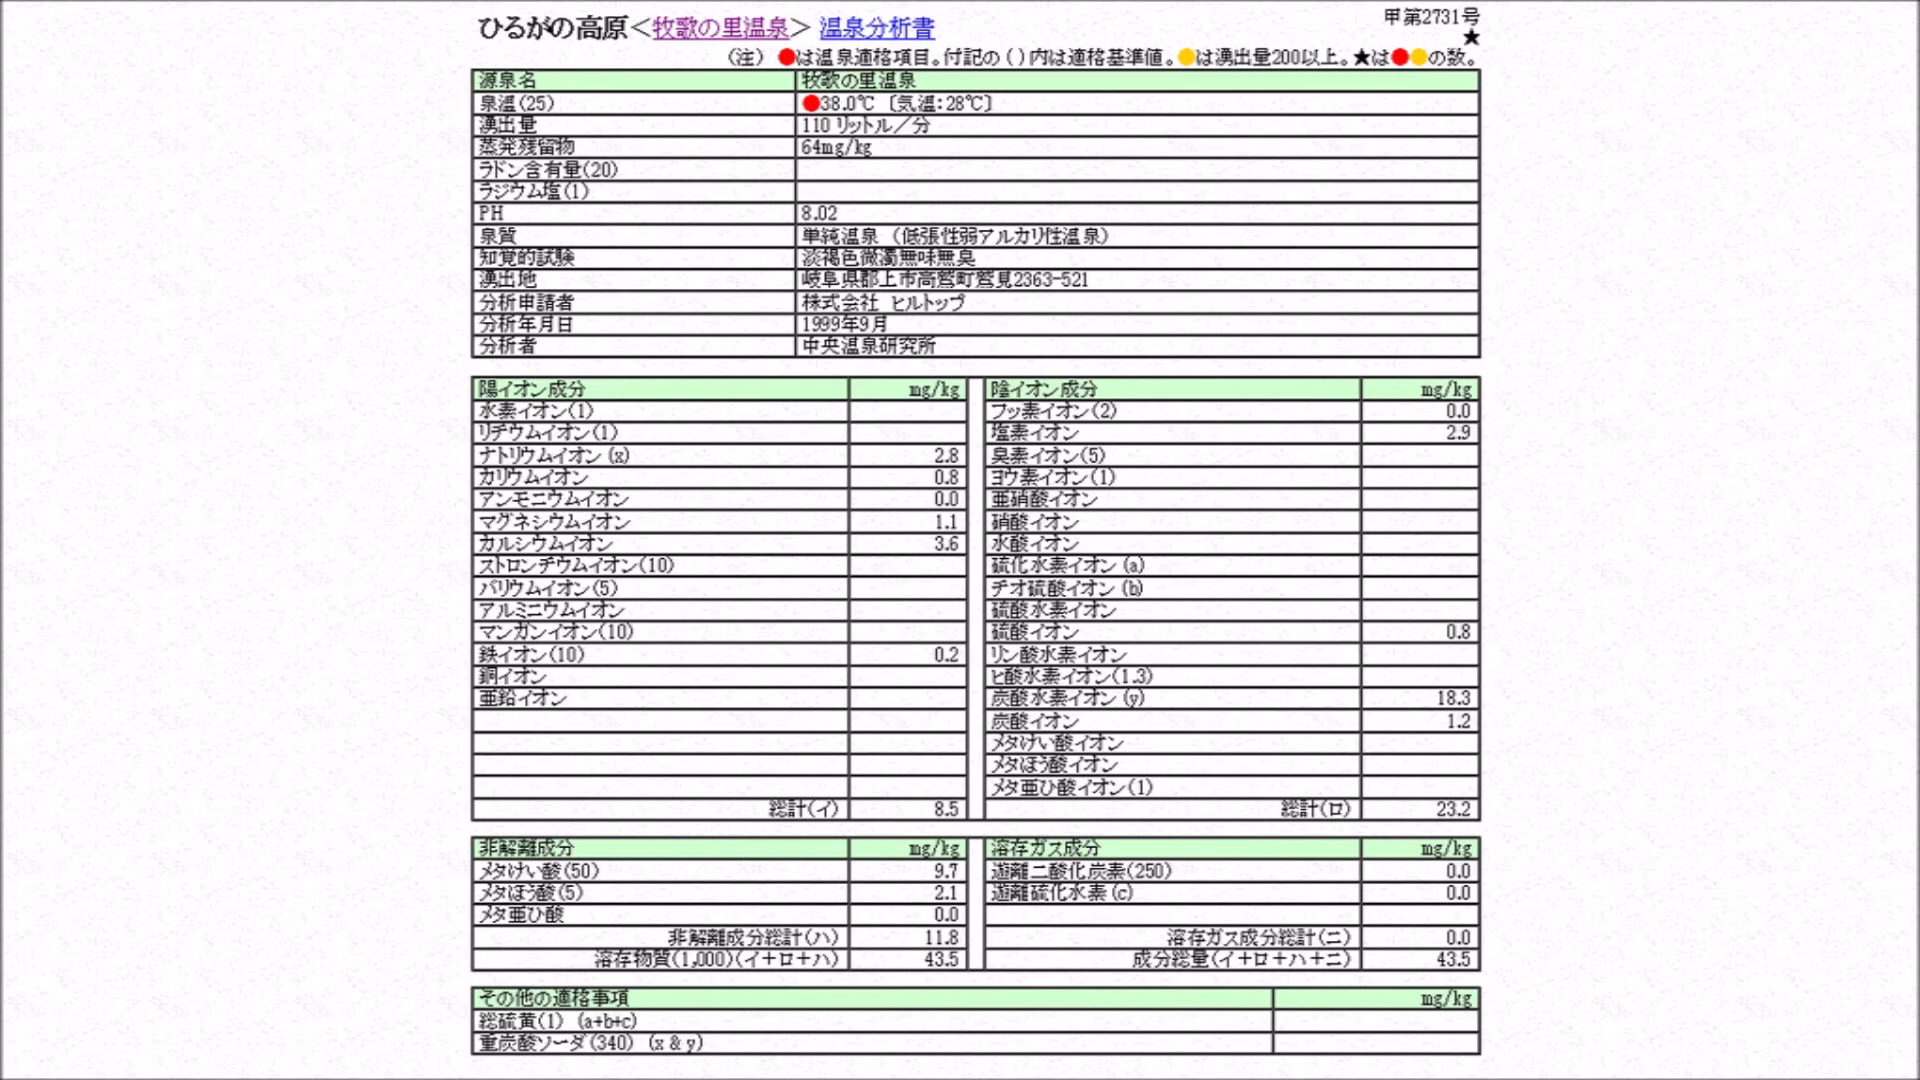 ひるがの高原＜牧歌の里温泉＞ 温泉分析書
甲第2731号
★
（注） ●は温泉適格項目。付記の（ ）内は適格基準値。●は湧出量200以上。★は●●の数。
源泉名 牧歌の里温泉
泉温(25) ●38.0℃ 〔気温：28℃〕
湧出量 110 リットル／分
蒸発残留物 64mg/kg
ラドン含有量(20)
ラジウム塩(1)
PH 8.02
泉質 単純温泉 （低張性弱アルカリ性温泉）
知覚的試験 淡褐色微濁無味無臭
湧出地 岐阜県郡上市高鷲町鷲見2363-521
分析申請者 株式会社 ヒルトップ
分析年月日 1999年9月
分析者 中央温泉研究所
陽イオン成分 mg/kg 陰イオン成分 mg/kg
水素イオン(1) フッ素イオン(2) 0.0
リチウムイオン(1) 塩素イオン 2.9
ナトリウムイオン (x) 2.8 臭素イオン(5)
カリウムイオン 0.8 ヨウ素イオン(1)
アンモニウムイオン 0.0 亜硝酸イオン
マグネシウムイオン 1.1 硝酸イオン
カルシウムイオン 3.6 水酸イオン
ストロンチウムイオン(10) 硫化水素イオン (a)
バリウムイオン(5) チオ硫酸イオン (b)
アルミニウムイオン 硫酸水素イオン
マンガンイオン(10) 硫酸イオン 0.8
鉄イオン(10) 0.2 リン酸水素イオン
銅イオン ヒ酸水素イオン(1.3)
亜鉛イオン 炭酸水素イオン (y) 18.3
炭酸イオン 1.2
メタけい酸イオン
メタほう酸イオン
メタ亜ひ酸イオン(1)
総計(イ) 8.5 総計(ロ) 23.2
非解離成分 mg/kg 溶存ガス成分 mg/kg
メタけい酸(50) 9.7 遊離二酸化炭素(250) 0.0
メタほう酸(5) 2.1 遊離硫化水素 (c) 0.0
メタ亜ひ酸 0.0
非解離成分総計(ハ) 11.8 溶存ガス成分総計(ニ) 0.0
溶存物質(1,000)(イ＋ロ＋ハ) 43.5 成分総量(イ＋ロ＋ハ＋ニ) 43.5
その他の適格事項 mg/kg
総硫黄(1) (a+b+c)
重炭酸ソーダ(340) (x & y)